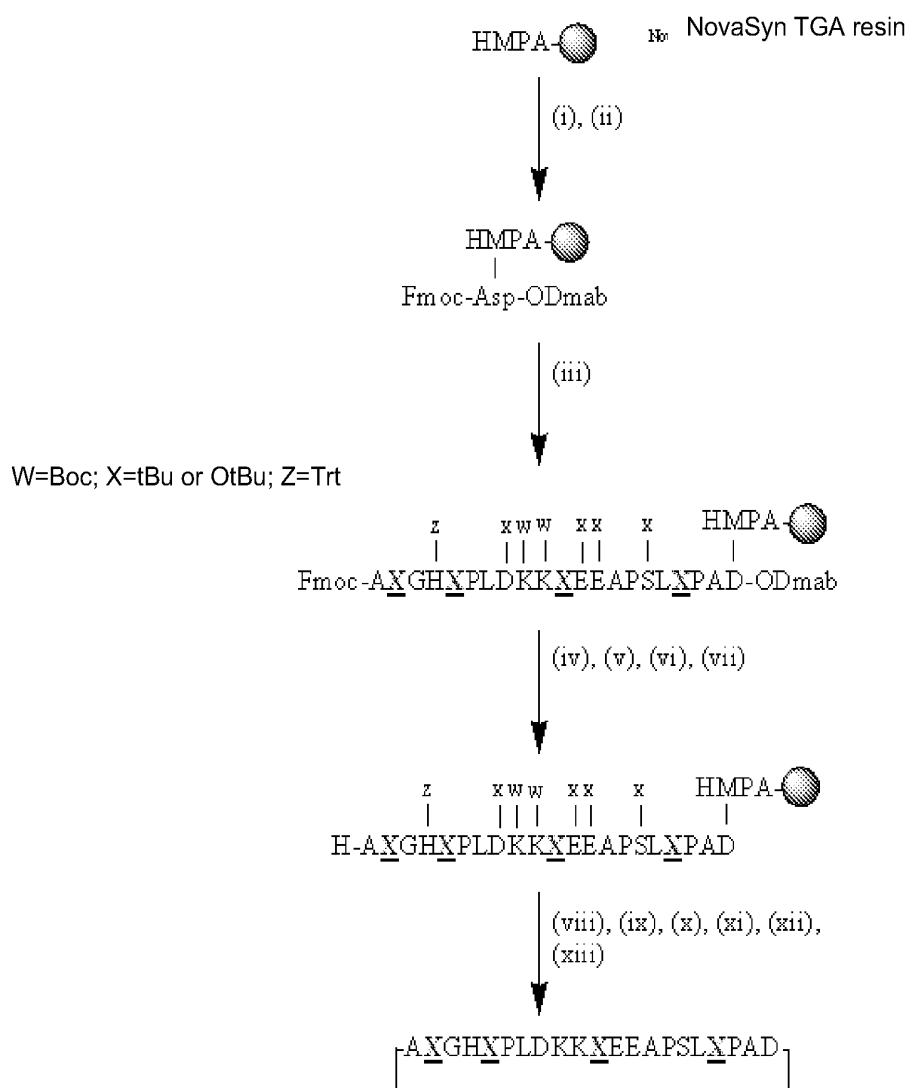 HMPA- Nov NovaSyn TGA resin
(i), (ii)
HMPA-
Fmoc-Asp-ODmab
(iii)
W=Boc; X=tBu or OtBu; Z=Trt
HMPA-
z x w w x x x
Fmoc-AXGHXPLDKKXEEAPSLXPAD-ODmab
(iv), (v), (vi), (vii)
HMPA-
z x w w x x x
H-AXGHXPLDKKXEEAPSLXPAD
(viii), (ix), (x), (xi), (xii),
(xiii)
AXGHXPLDKKXEEAPSLXPAD